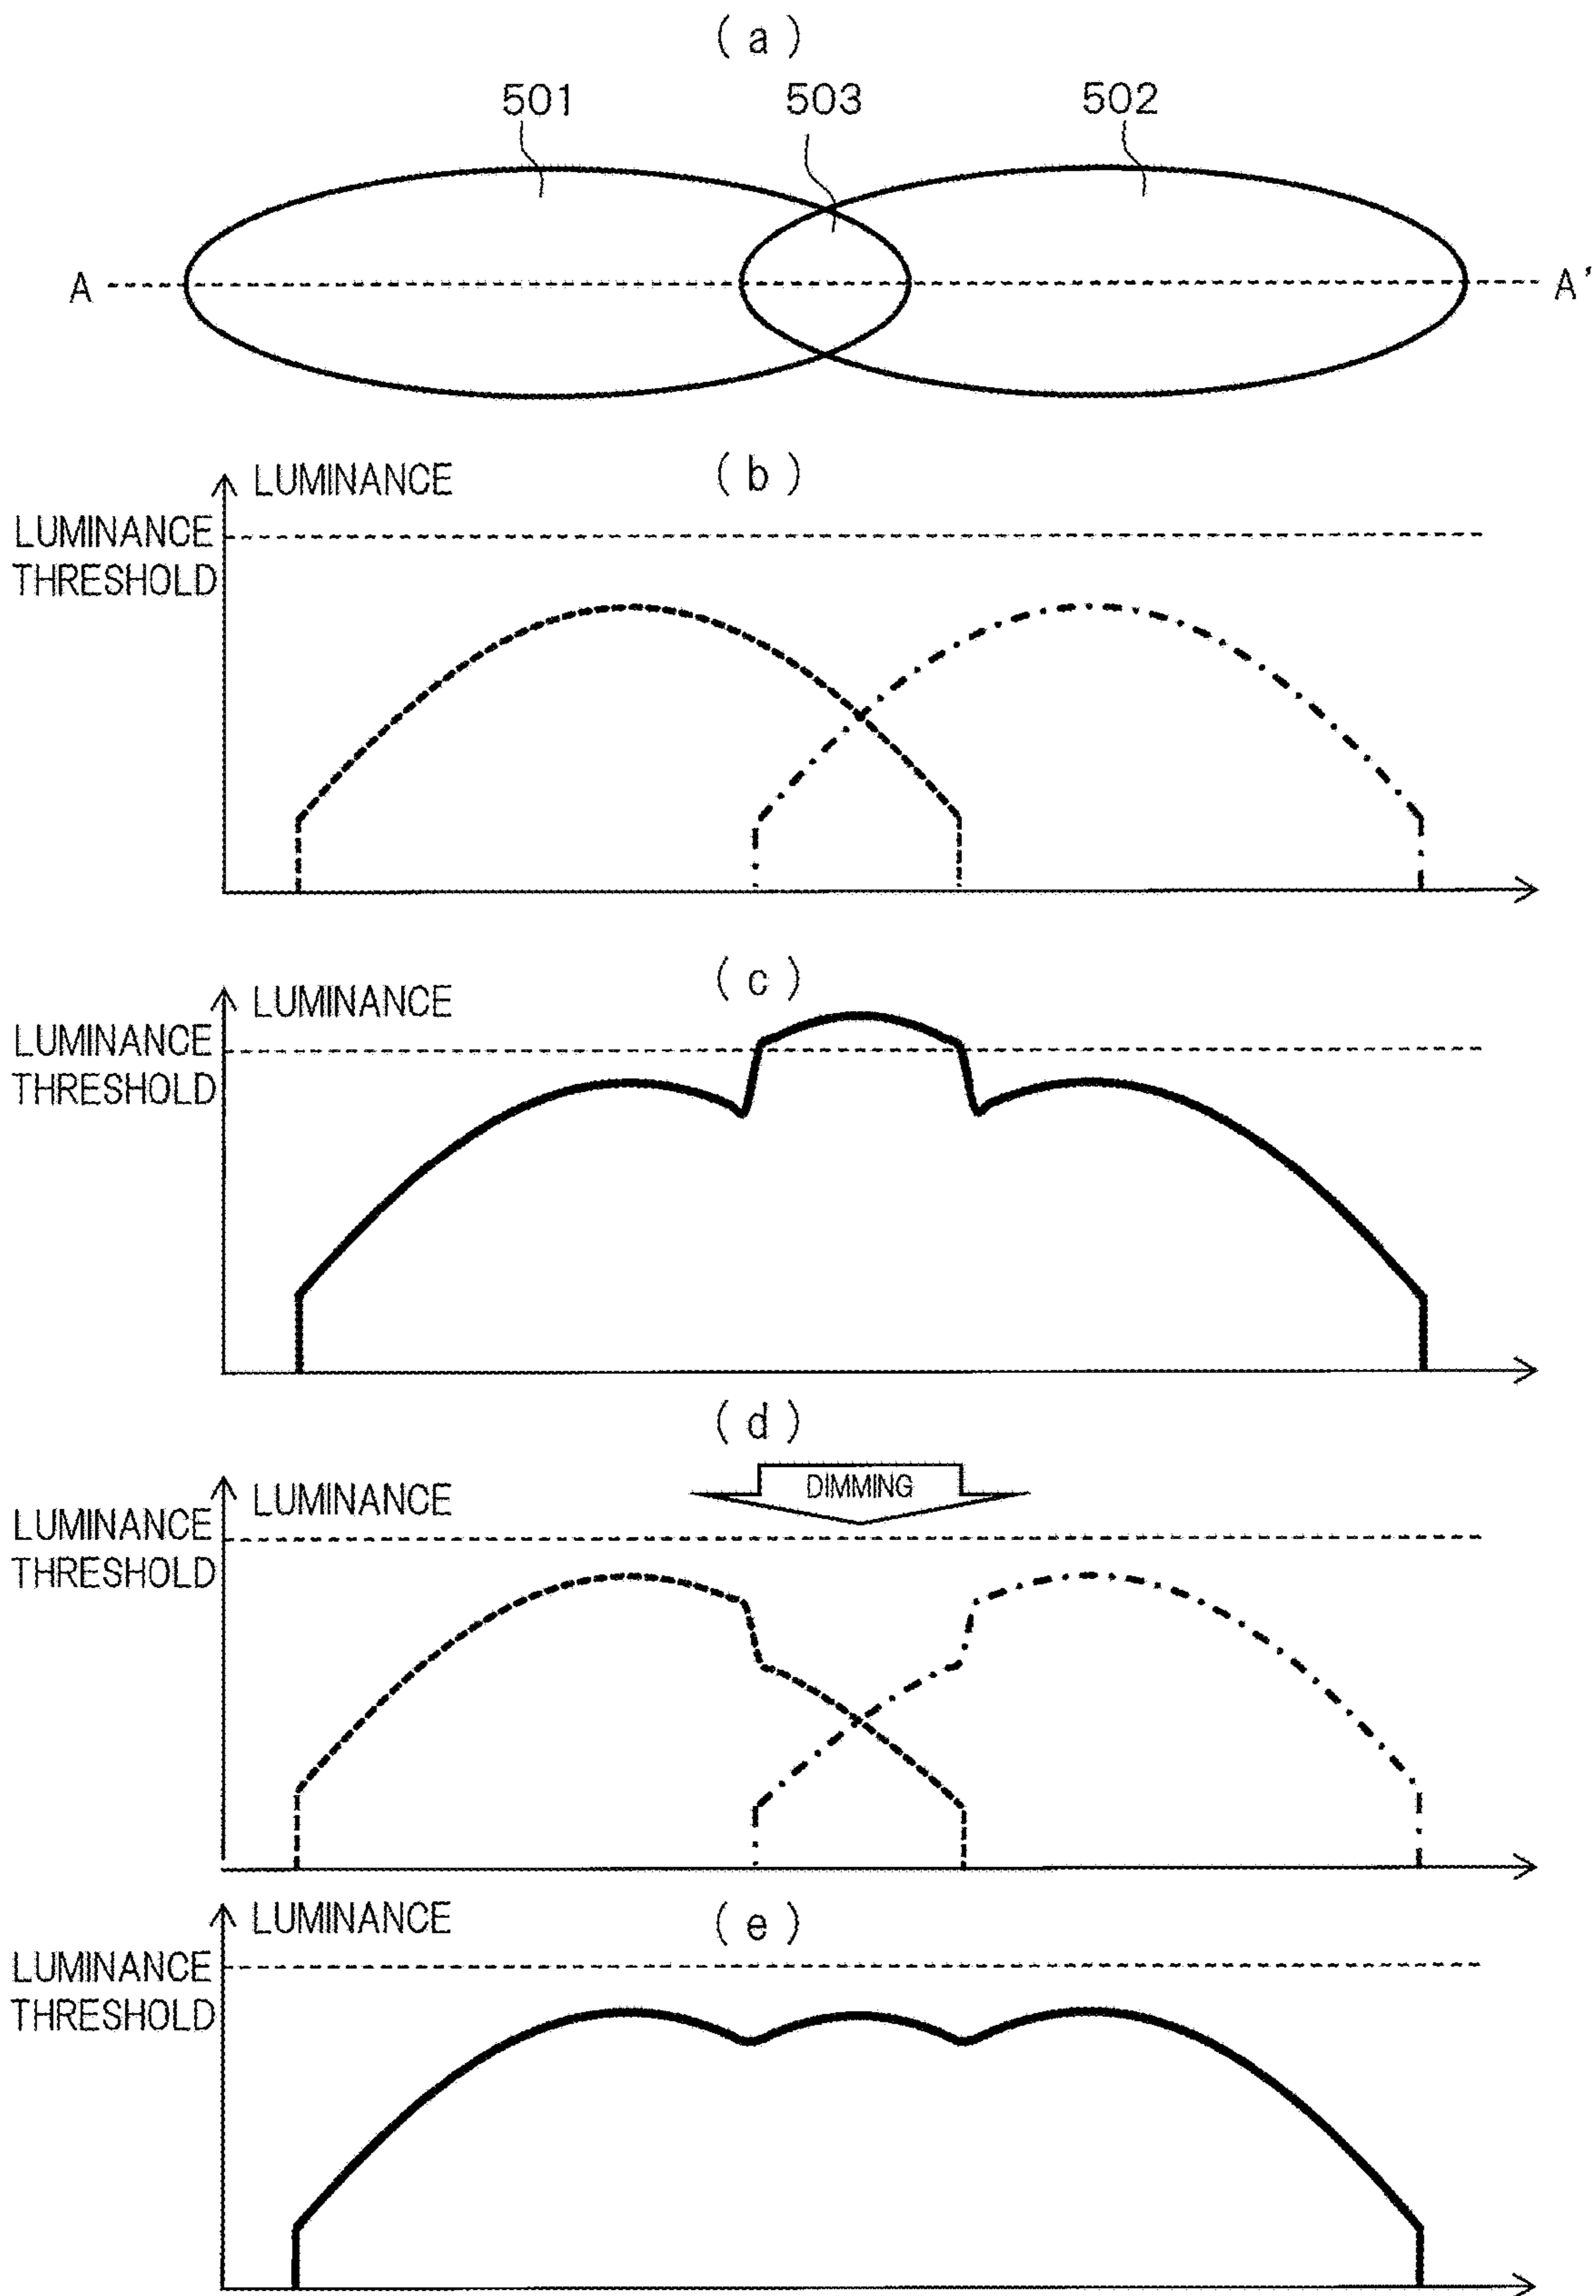 ( a )
501 503 502
A A'
( b )
LUMINANCE
LUMINANCE
THRESHOLD
( c )
LUMINANCE
LUMINANCE
THRESHOLD
( d )
DIMMING
LUMINANCE
LUMINANCE
THRESHOLD
( e )
LUMINANCE
LUMINANCE
THRESHOLD